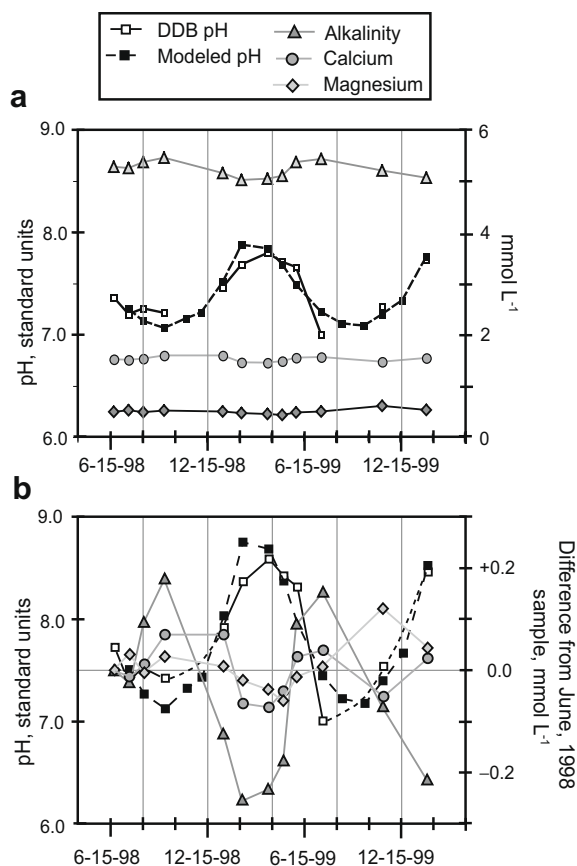 DDB pH
Modeled pH
Alkalinity
Calcium
Magnesium
a
9.0
8.0
7.0
6.0
pH, standard units
6
4
2
0
mmol L-1
6-15-98
12-15-98
6-15-99
12-15-99
b
9.0
8.0
7.0
6.0
pH, standard units
+0.2
0.0
–0.2
Difference from June, 1998
sample, mmol L-1
6-15-98
12-15-98
6-15-99
12-15-99